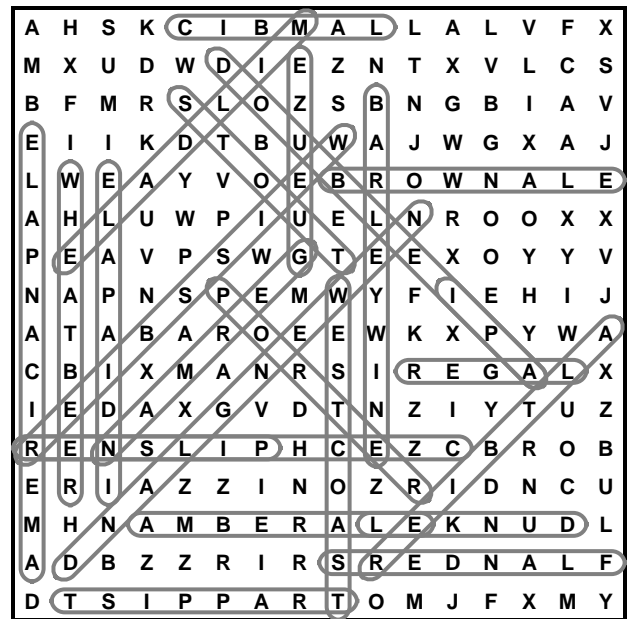 A H S K C I B M A L L A L V F X
M X U D W D I E Z N T X V L C S
B F M R S L O Z S B N G B I A V
E I I K D T B U W A J W G X A J
L W E A Y V O E B R O W N A L E
A H L U W P I U E L N R O O X X
P E A V P S W G T E E X O Y Y V
N A P N S P E M W Y F I E H I J
A T A B A R O E E W K X P Y W A
C B I X M A N R S I R E G A L X
I E D A X G V D T N Z I Y T U Z
R E N S L I P H C E Z C B R O B
E R I A Z Z I N O Z R I D N C U
M H N A M B E R A L E K N U D L
A D B Z Z R I R S R E D N A L F
D T S I P P A R T O M J F X M Y